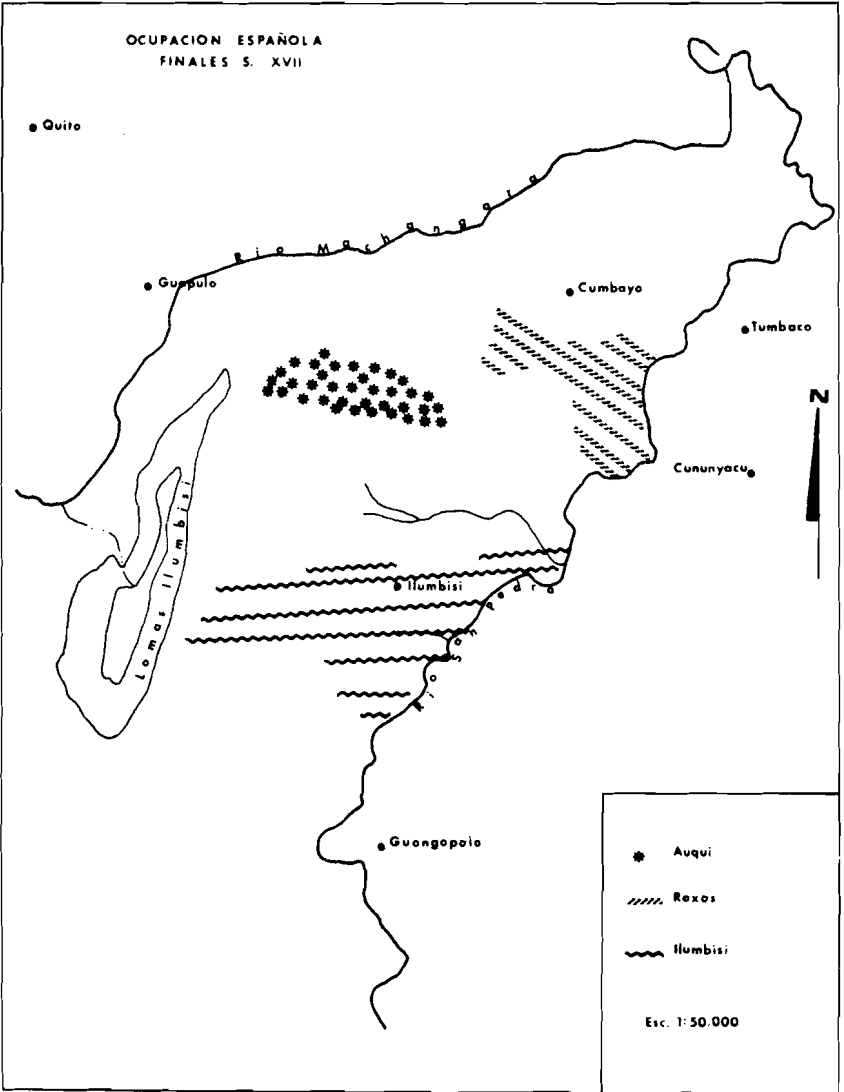 OCUPACION ESPAÑOLA
FINALES S. XVII
Quito
Rio Machangara
Guapulo
Cumbayo
Tumbaco
N
Cununyacu
Lomas Ilumbisi
Ilumbisi
Rio San Pedro
Guangopolo
Auqui
Roxas
Ilumbisi
Esc. 1:50.000